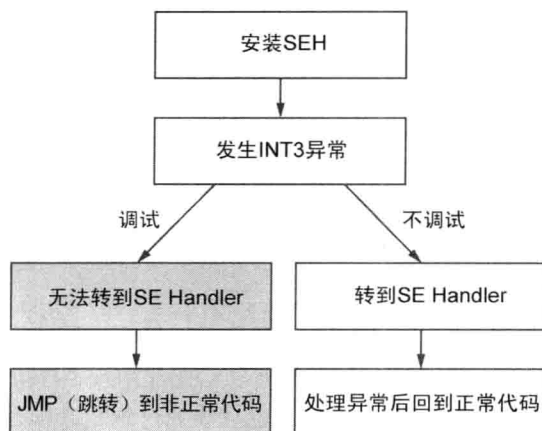 安装SEH
发生INT3异常
调试
不调试
无法转到SE Handler
转到SE Handler
JMP（跳转）到非正常代码
处理异常后回到正常代码